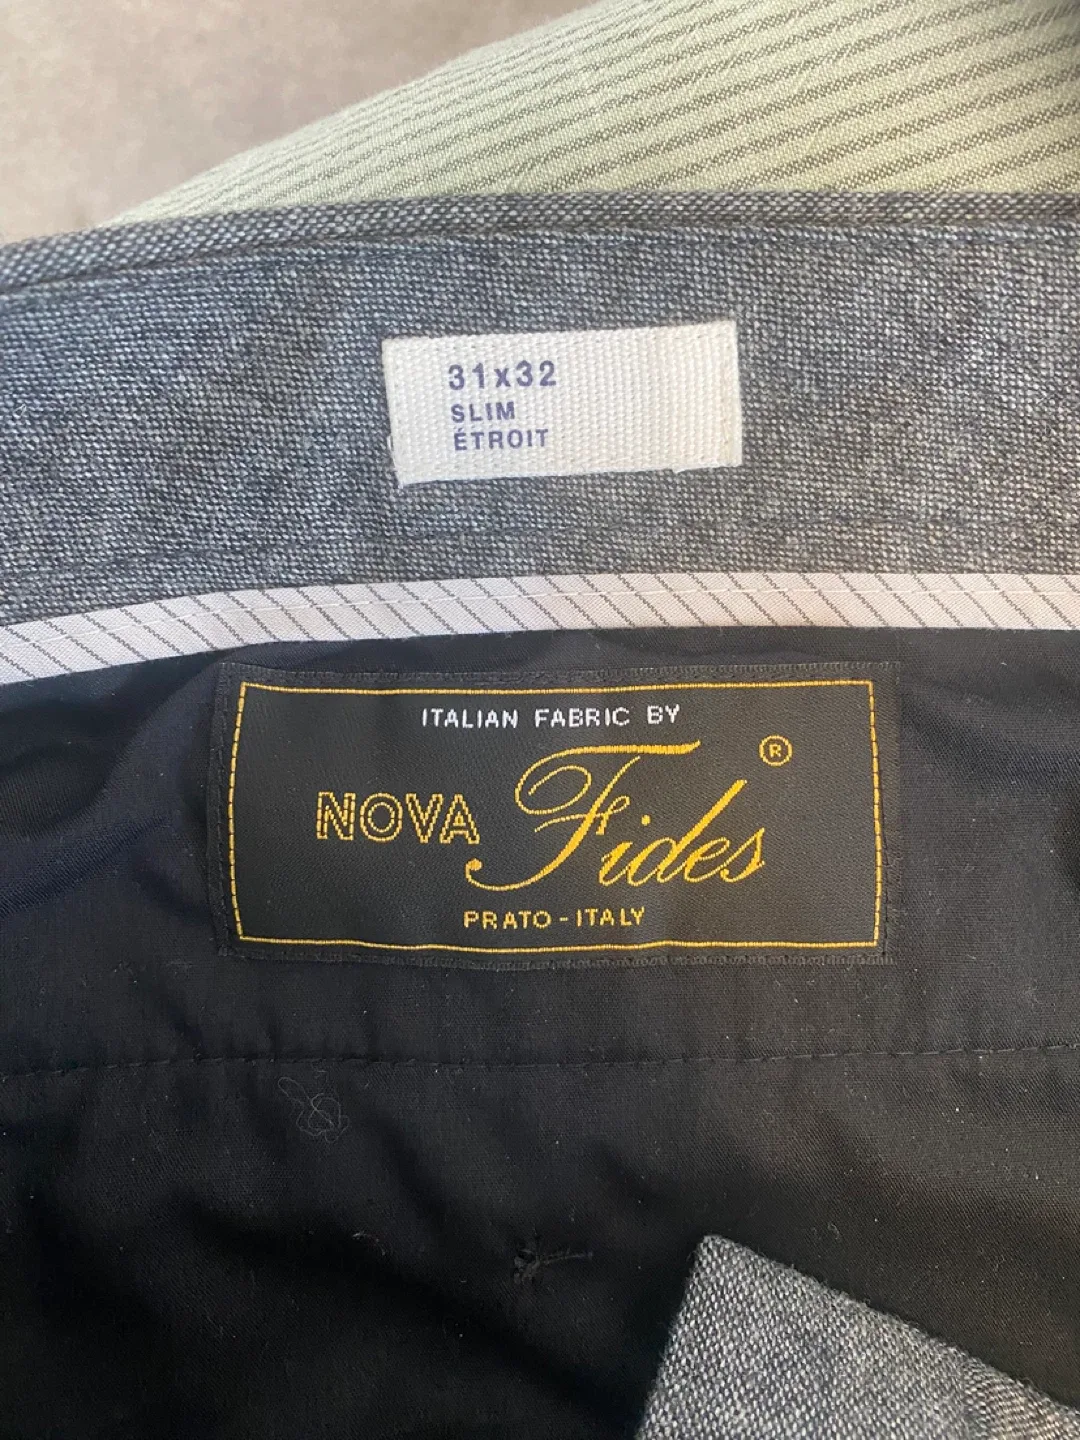 31x32
SLIM
ÉTROIT
ITALIAN FABRIC BY
NOVA Fides ®
PRATO - ITALY